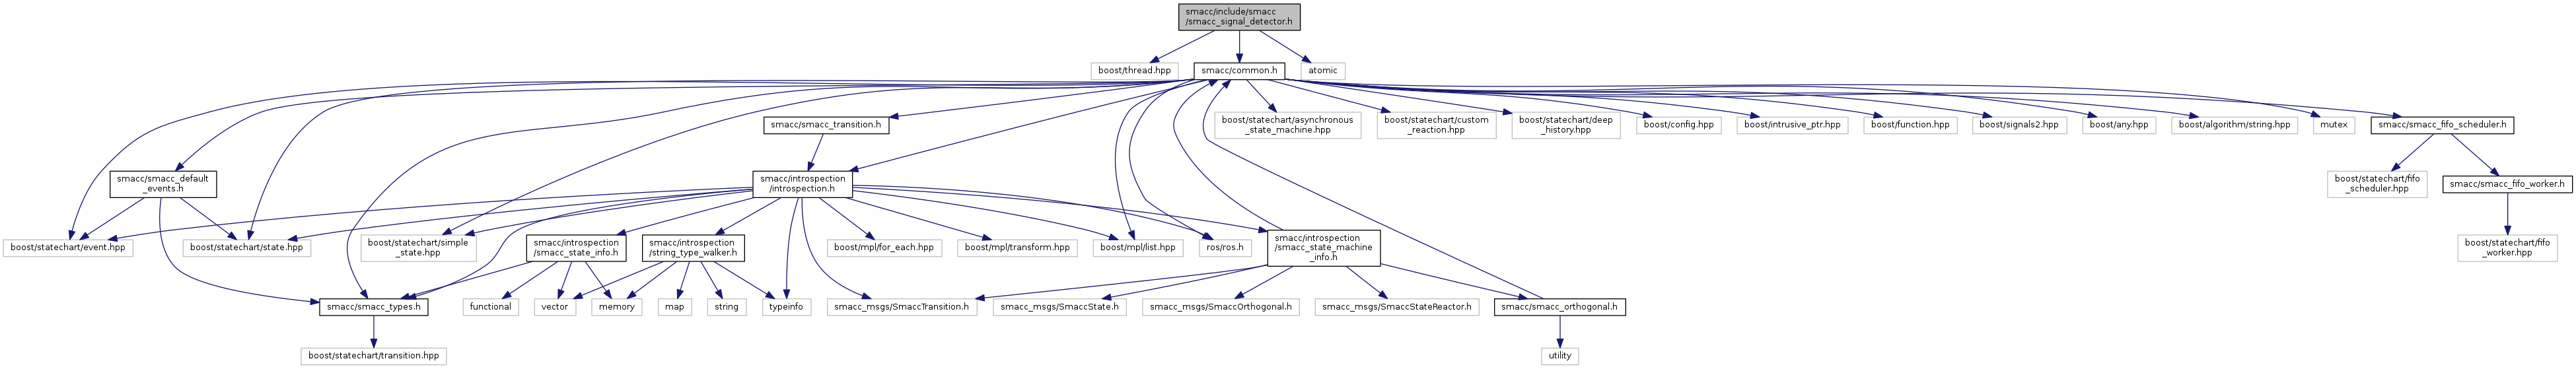 smacc/include/smacc
/smacc_signal_detector.h
boost/thread.hpp
smacc/common.h
atomic
smacc/smacc_transition.h
boost/statechart/asynchronous
_state_machine.hpp
boost/statechart/custom
_reaction.hpp
boost/statechart/deep
_history.hpp
boost/config.hpp
boost/intrusive_ptr.hpp
boost/function.hpp
boost/signals2.hpp
boost/any.hpp
boost/algorithm/string.hpp
mutex
smacc/smacc_fifo_scheduler.h
smacc/smacc_default
_events.h
smacc/introspection
/introspection.h
boost/statechart/fifo
_scheduler.hpp
smacc/smacc_fifo_worker.h
boost/statechart/event.hpp
boost/statechart/state.hpp
boost/statechart/simple
_state.hpp
smacc/introspection
/smacc_state_info.h
smacc/introspection
/string_type_walker.h
boost/mpl/for_each.hpp
boost/mpl/transform.hpp
boost/mpl/list.hpp
ros/ros.h
smacc/introspection
/smacc_state_machine
_info.h
boost/statechart/fifo
_worker.hpp
smacc/smacc_types.h
functional
vector
memory
map
string
typeinfo
smacc_msgs/SmaccTransition.h
smacc_msgs/SmaccState.h
smacc_msgs/SmaccOrthogonal.h
smacc_msgs/SmaccStateReactor.h
smacc/smacc_orthogonal.h
boost/statechart/transition.hpp
utility